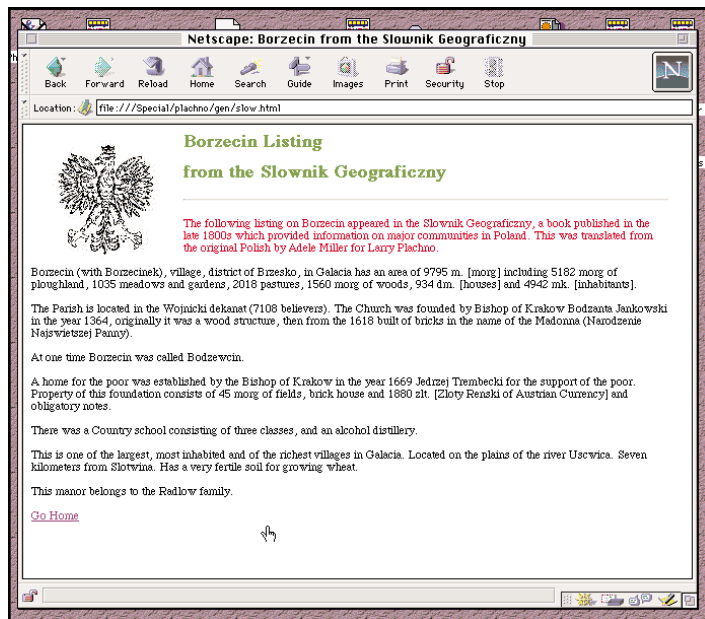 Netscape: Borzecin from the Slownik Geograficzny
Back Forward Reload Home Search Guide Images Print Security Stop
N
Location: file:///Special/plachno/gen/slow.html
Borzecin Listing
from the Slownik Geograficzny
The following listing on Borzecin appeared in the Slownik Geograficzny, a book published in the
late 1800s which provided information on major communities in Poland. This was translated from
the original Polish by Adele Miller for Larry Plachno.
Borzecin (with Borzecinek), village, district of Brzesko, in Galacia has an area of 9795 m. [morg] including 5182 morg of
ploughland, 1035 meadows and gardens, 2018 pastures, 1560 morg of woods, 934 dm. [houses] and 4942 mk. [inhabitants].
The Parish is located in the Wojnicki dekanat (7108 believers). The Church was founded by Bishop of Krakow Bodzanta Jankowski
in the year 1364, originally it was a wood structure, then from the 1618 built of bricks in the name of the Madonna (Narodzenie
Najswietszej Panny).
At one time Borzecin was called Bodzewcin.
A home for the poor was established by the Bishop of Krakow in the year 1669 Jedrzej Trembecki for the support of the poor.
Property of this foundation consists of 45 morg of fields, brick house and 1880 zlt. [Zloty Renski of Austrian Currency] and
obligatory notes.
There was a Country school consisting of three classes, and an alcohol distillery.
This is one of the largest, most inhabited and of the richest villages in Galacia. Located on the plains of the river Uscwica. Seven
kilometers from Slotwina. Has a very fertile soil for growing wheat.
This manor belongs to the Radlow family.
Go Home